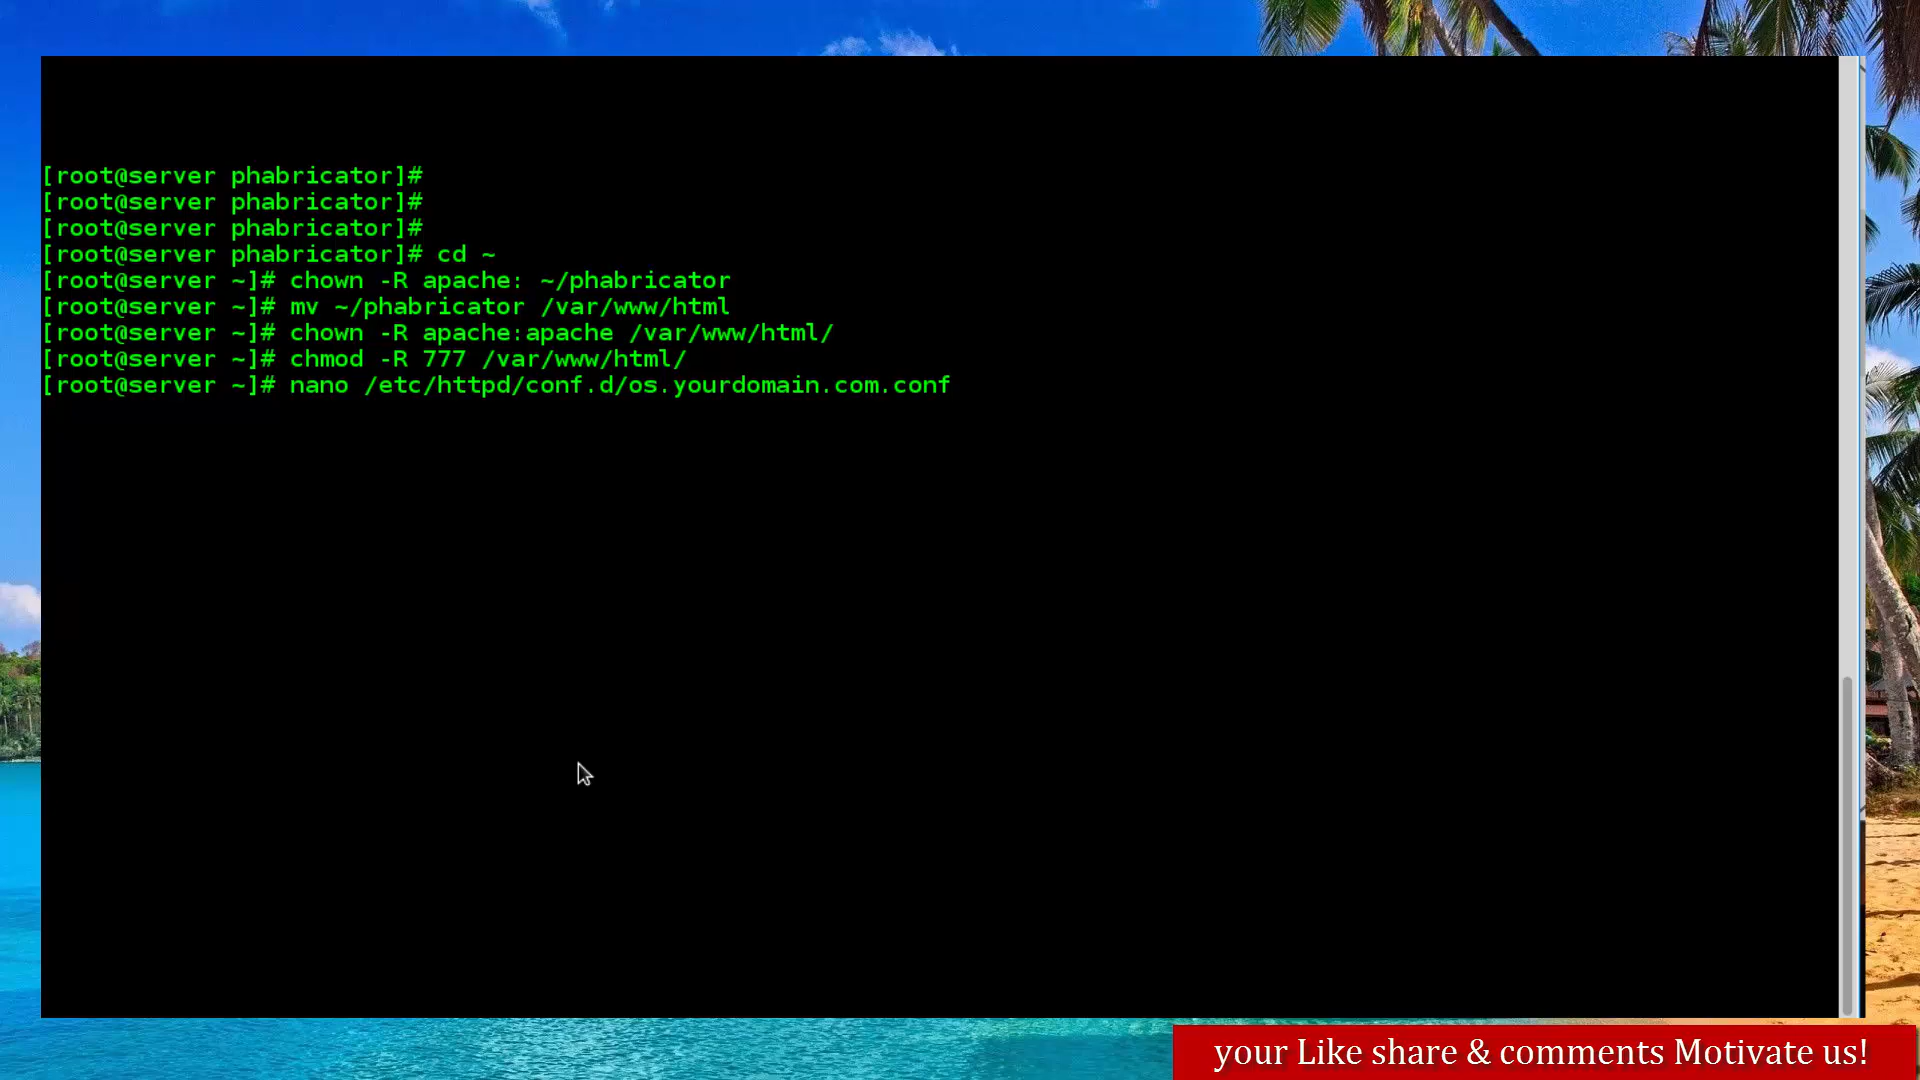 [root@server phabricator]#
[root@server phabricator]#
[root@server phabricator]#
[root@server phabricator]# cd ~
[root@server ~]# chown -R apache: ~/phabricator
[root@server ~]# mv ~/phabricator /var/www/html
[root@server ~]# chown -R apache:apache /var/www/html/
[root@server ~]# chmod -R 777 /var/www/html/
[root@server ~]# nano /etc/httpd/conf.d/os.yourdomain.com.conf
your Like share & comments Motivate us!